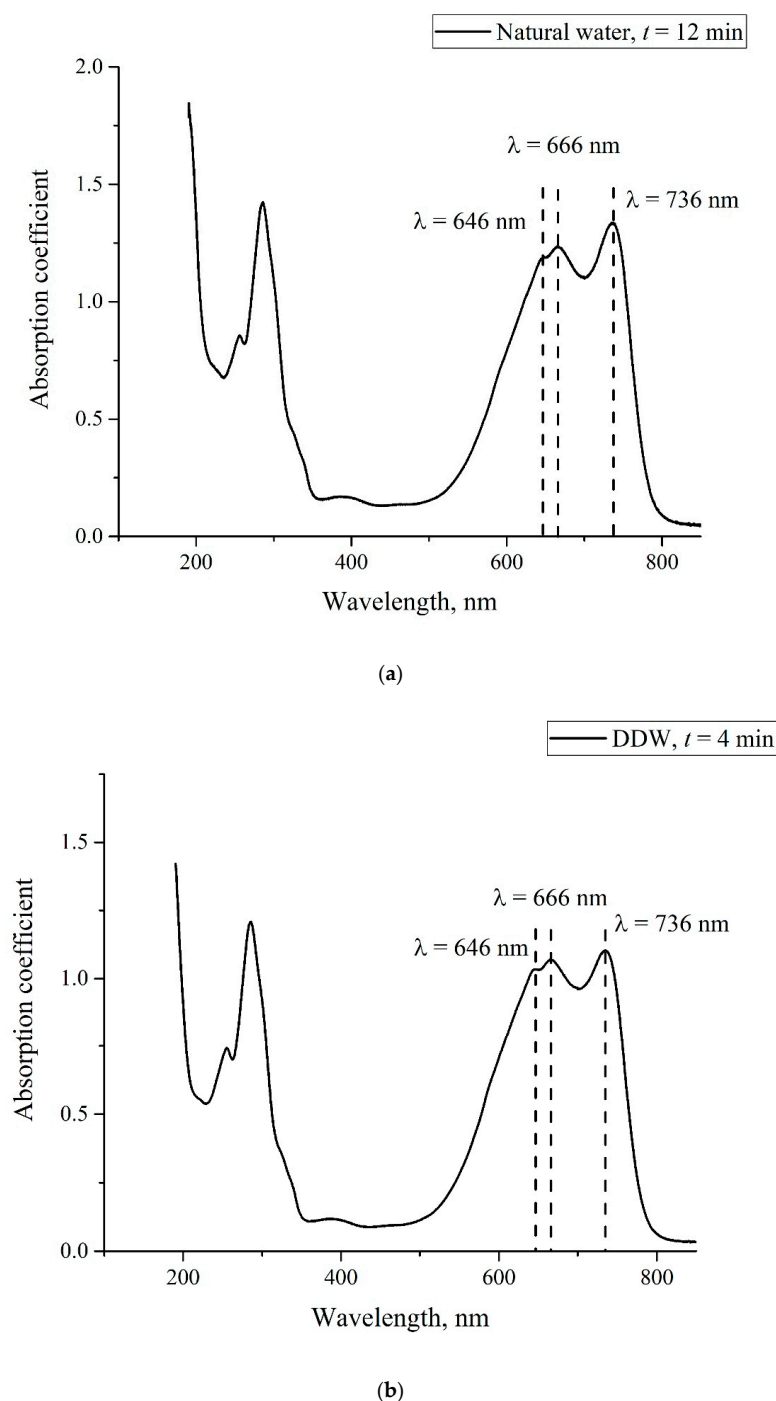 Natural water, t = 12 min
2.0
λ = 666 nm
1.5
λ = 646 nm
λ = 736 nm
Absorption coefficient
1.0
0.5
0.0
200
400
600
800
Wavelength, nm
(a)
DDW, t = 4 min
1.5
λ = 666 nm
λ = 646 nm
λ = 736 nm
Absorption coefficient
1.0
0.5
0.0
200
400
600
800
Wavelength, nm
(b)